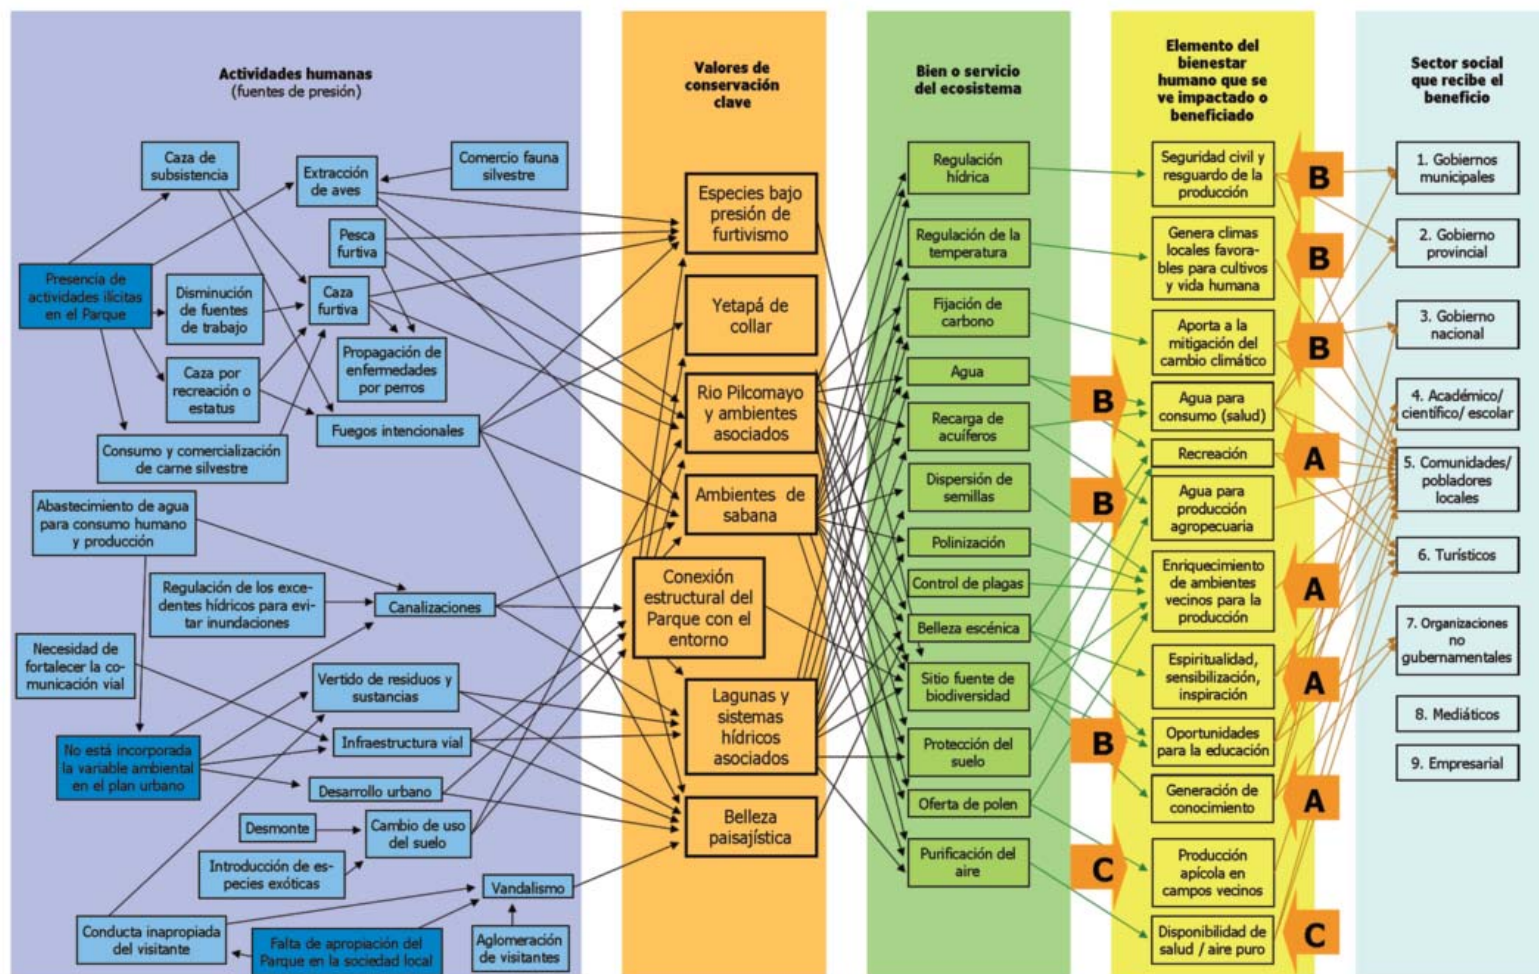 Actividades humanas
(fuentes de presión)
Caza de
subsistencia
Extracción
de aves
Comercio fauna
silvestre
Pesca
furtiva
Presencia de
actividades ilícitas
en el Parque
Disminución
de fuentes
de trabajo
Caza
furtiva
Propagación de
enfermedades
por perros
Caza por
recreación o
estatus
Fuegos intencionales
Consumo y comercialización
de carne silvestre
Abastecimiento de agua
para consumo humano
y producción
Regulación de los exce-
dentes hídricos para evi-
tar inundaciones
Canalizaciones
Necesidad de
fortalecer la co-
municación vial
Vertido de residuos y
sustancias
No está incorporada
la variable ambiental
en el plan urbano
Infraestructura vial
Desarrollo urbano
Desmonte
Cambio de uso
del suelo
Introducción de es-
pecies exóticas
Vandalismo
Conducta inapropiada
del visitante
Falta de apropiación del
Parque en la sociedad local
Aglomeración
de visitantes
Valores de
conservación
clave
Especies bajo
presión de
furtivismo
Yetapá de
collar
Rio Pilcomayo
y ambientes
asociados
Ambientes de
sabana
Conexión
estructural del
Parque con el
entorno
Lagunas y
sistemas
hídricos
asociados
Belleza
paisajística
Bien o servicio
del ecosistema
Regulación
hídrica
Regulación de la
temperatura
Fijación de
carbono
Agua
Recarga de
acuíferos
Dispersión de
semillas
Polinización
Control de plagas
Belleza escénica
Sitio fuente de
biodiversidad
Protección del
suelo
Oferta de polen
Purificación del
aire
B
B
B
C
Elemento del
bienestar
humano que se
ve impactado o
beneficiado
Seguridad civil y
resguardo de la
producción
Genera climas
locales favora-
bles para cultivos
y vida humana
Aporta a la
mitigación del
cambio climático
Agua para
consumo (salud)
Recreación
Agua para
producción
agropecuaria
Enriquecimiento
de ambientes
vecinos para la
producción
Espiritualidad,
sensibilización,
inspiración
Oportunidades
para la educación
Generación de
conocimiento
Producción
apícola en
campos vecinos
Disponibilidad de
salud / aire puro
B
B
B
A
A
A
A
C
Sector social
que recibe el
beneficio
1. Gobiernos
municipales
2. Gobierno
provincial
3. Gobierno
nacional
4. Académico/
científico/ escolar
5. Comunidades/
pobladores
locales
6. Turísticos
7. Organizaciones
no
gubernamentales
8. Mediáticos
9. Empresarial